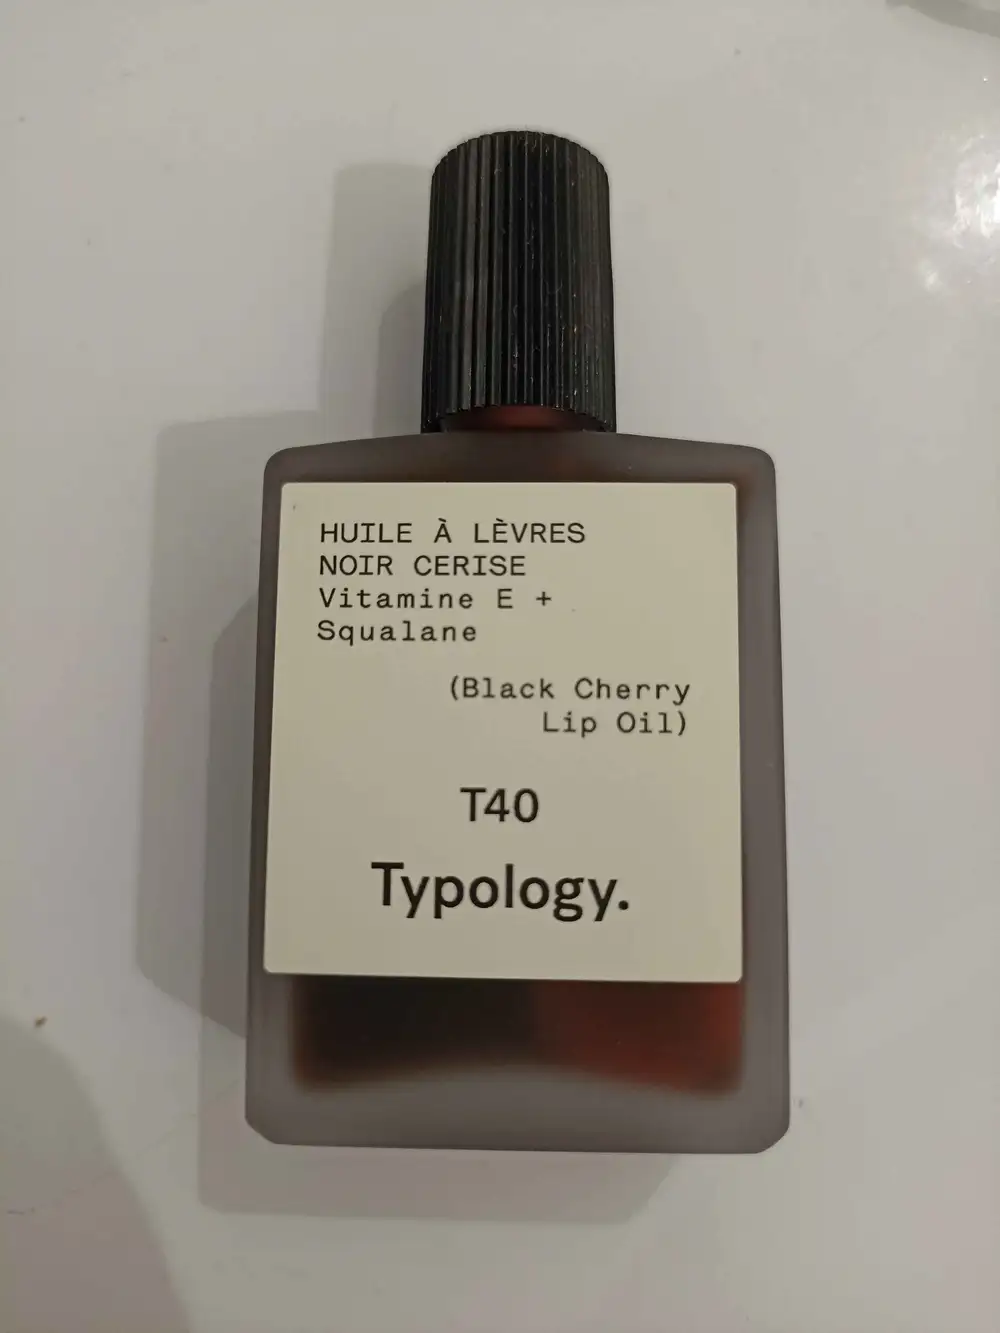 HUILE À LÈVRES
NOIR CERISE
Vitamine E +
Squalane
(Black Cherry
Lip Oil)
T40
Typology.